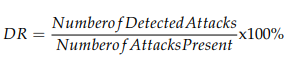 DR = NumberofDetectedAttacks / NumberofAttacksPresent x100%